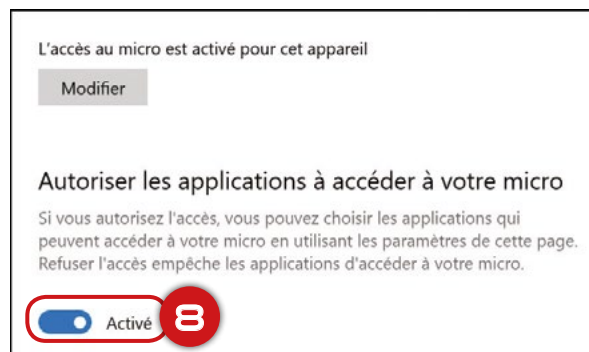 L'accès au micro est activé pour cet appareil
Modifier
Autoriser les applications à accéder à votre micro
Si vous autorisez l'accès, vous pouvez choisir les applications qui
peuvent accéder à votre micro en utilisant les paramètres de cette page.
Refuser l'accès empêche les applications d'accéder à votre micro.
Activé 8